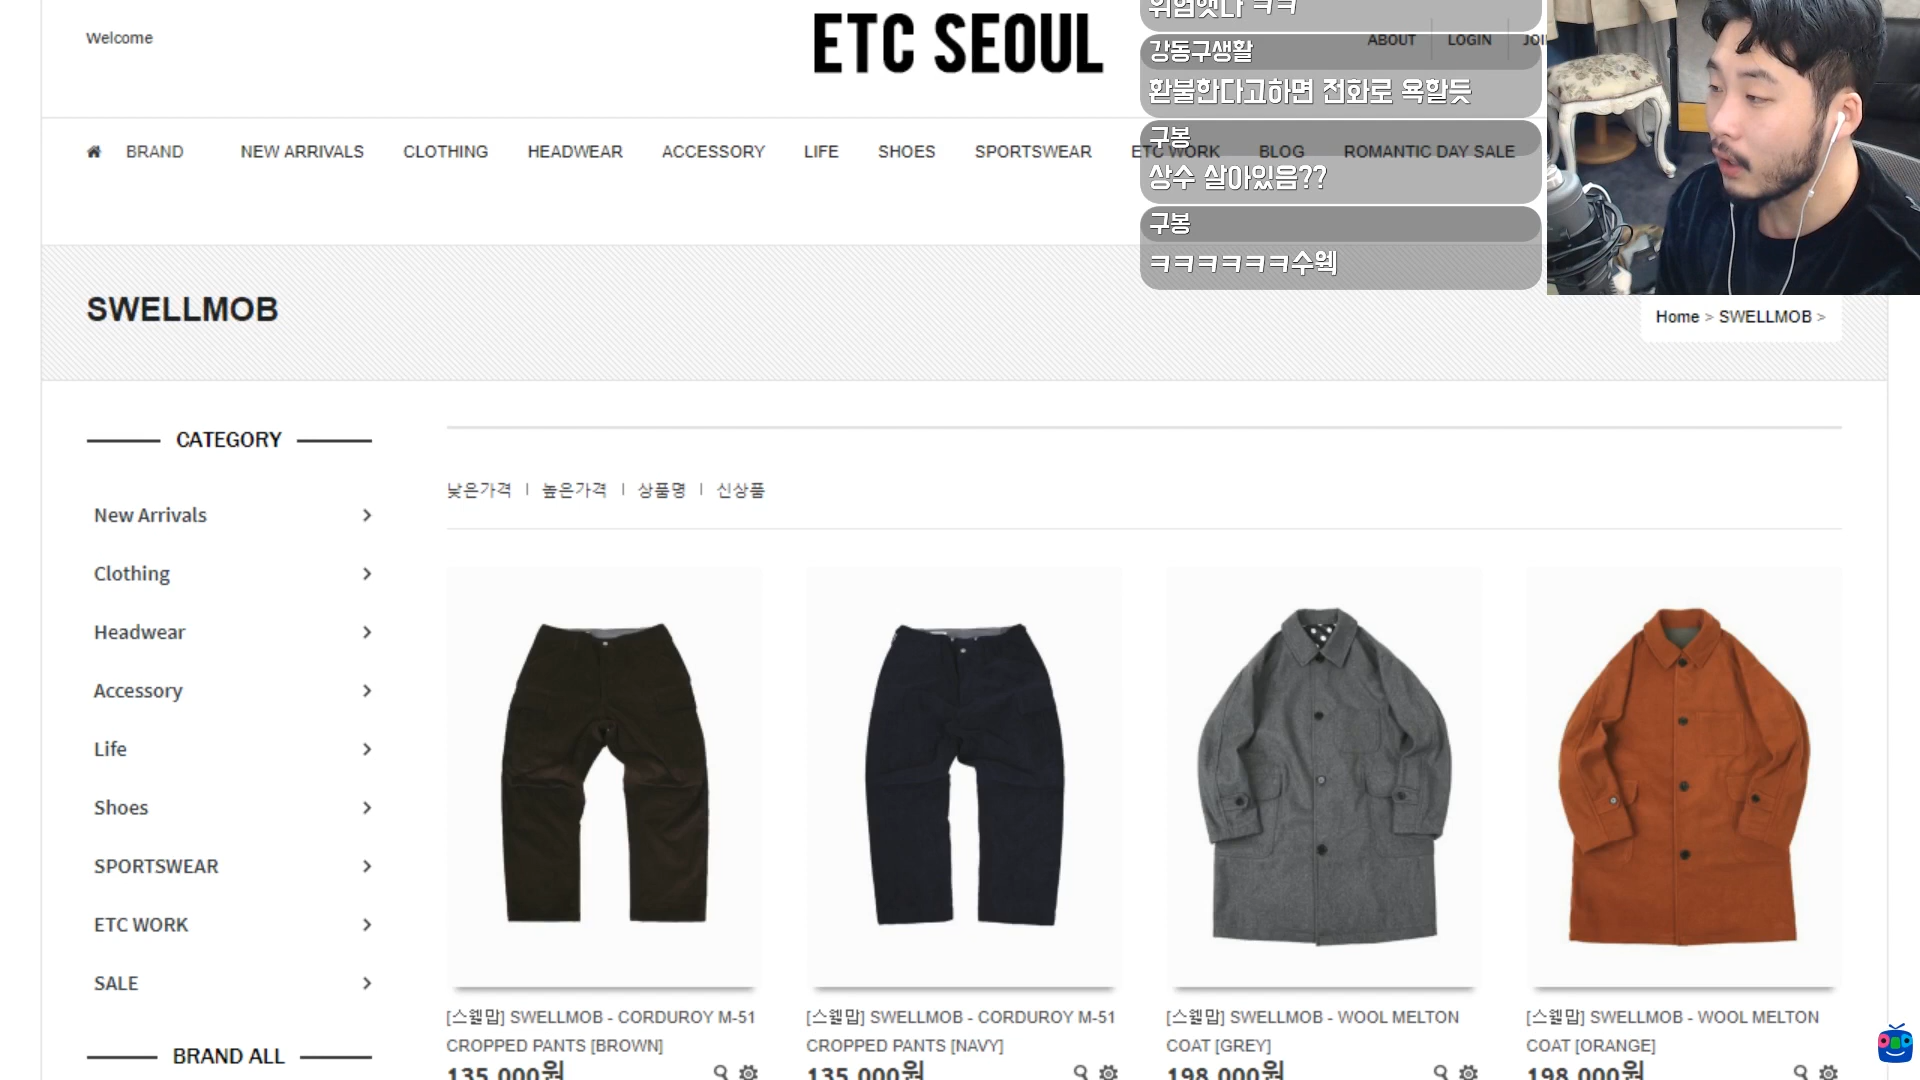 Welcome
ETC SEOUL
ABOUT
LOGIN
BRAND
NEW ARRIVALS
CLOTHING
HEADWEAR
ACCESSORY
LIFE
SHOES
SPORTSWEAR
ETC WORK
BLOG
ROMANTIC DAY SALE
강동구생활
환불한다고하면 전화로 욕할듯
구봉
상수 살아있음??
구봉
ㅋㅋㅋㅋㅋㅋ수웩
SWELLMOB
Home > SWELLMOB >
CATEGORY
New Arrivals
Clothing
Headwear
Accessory
Life
Shoes
SPORTSWEAR
ETC WORK
SALE
BRAND ALL
낮은가격 | 높은가격 | 상품명 | 신상품
[스웰맙] SWELLMOB - CORDUROY M-51
CROPPED PANTS [BROWN]
135,000원
[스웰맙] SWELLMOB - CORDUROY M-51
CROPPED PANTS [NAVY]
135,000원
[스웰맙] SWELLMOB - WOOL MELTON
COAT [GREY]
198,000원
[스웰맙] SWELLMOB - WOOL MELTON
COAT [ORANGE]
198,000원